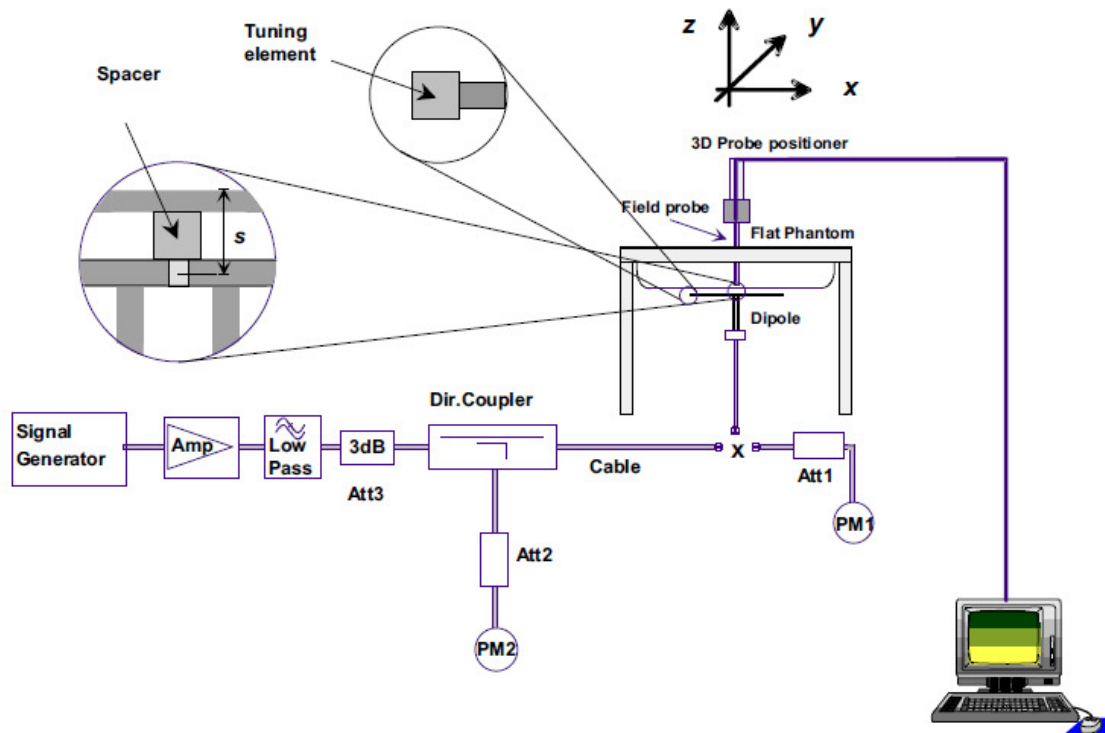 Tuning
element
Spacer
s
z
y
x
3D Probe positioner
Field probe
Flat Phantom
Dipole
Dir.Coupler
Signal
Generator
Amp
Low
Pass
3dB
Att3
Cable
x
Att1
PM1
Att2
PM2